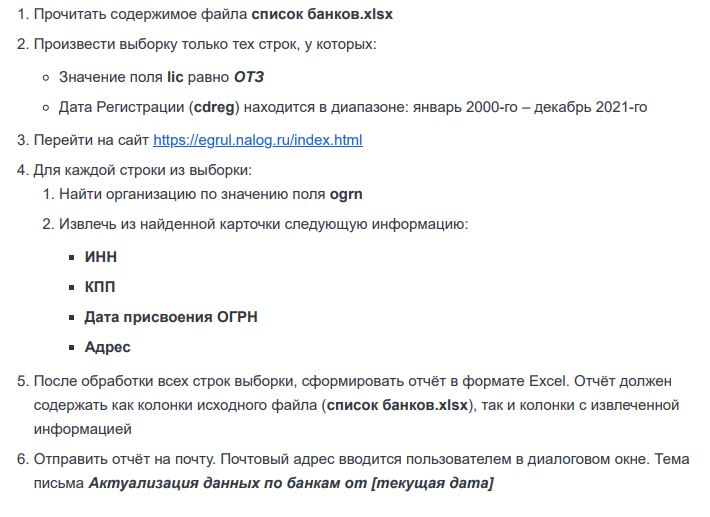 1. Прочитать содержимое файла список банков.xlsx
2. Произвести выборку только тех строк, у которых:
◦ Значение поля lic равно ОТЗ
◦ Дата Регистрации (cdreg) находится в диапазоне: январь 2000-го – декабрь 2021-го
3. Перейти на сайт https://egrul.nalog.ru/index.html
4. Для каждой строки из выборки:
1. Найти организацию по значению поля ogrn
2. Извлечь из найденной карточки следующую информацию:
▪ ИНН
▪ КПП
▪ Дата присвоения ОГРН
▪ Адрес
5. После обработки всех строк выборки, сформировать отчёт в формате Excel. Отчёт должен
содержать как колонки исходного файла (список банков.xlsx), так и колонки с извлеченной
информацией
6. Отправить отчёт на почту. Почтовый адрес вводится пользователем в диалоговом окне. Тема
письма Актуализация данных по банкам от [текущая дата]